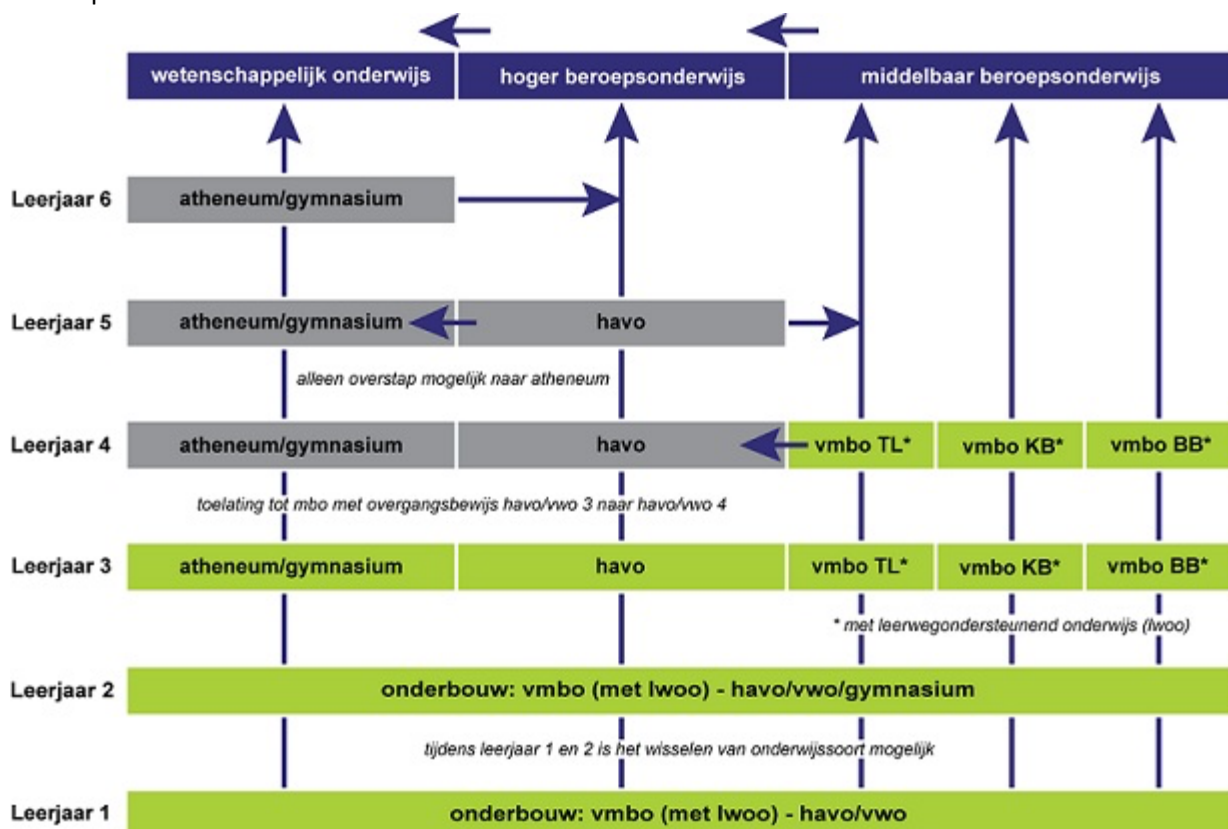 wetenschappelijk onderwijs hoger beroepsonderwijs middelbaar beroepsonderwijs
Leerjaar 6 atheneum/gymnasium
Leerjaar 5 atheneum/gymnasium havo
alleen overstap mogelijk naar atheneum
Leerjaar 4 atheneum/gymnasium havo vmbo TL* vmbo KB* vmbo BB*
toelating tot mbo met overgangsbewijs havo/vwo 3 naar havo/vwo 4
Leerjaar 3 atheneum/gymnasium havo vmbo TL* vmbo KB* vmbo BB*
* met leerwegondersteunend onderwijs (lwoo)
Leerjaar 2 onderbouw: vmbo (met lwoo) - havo/vwo/gymnasium
tijdens leerjaar 1 en 2 is het wisselen van onderwijssoort mogelijk
Leerjaar 1 onderbouw: vmbo (met lwoo) - havo/vwo